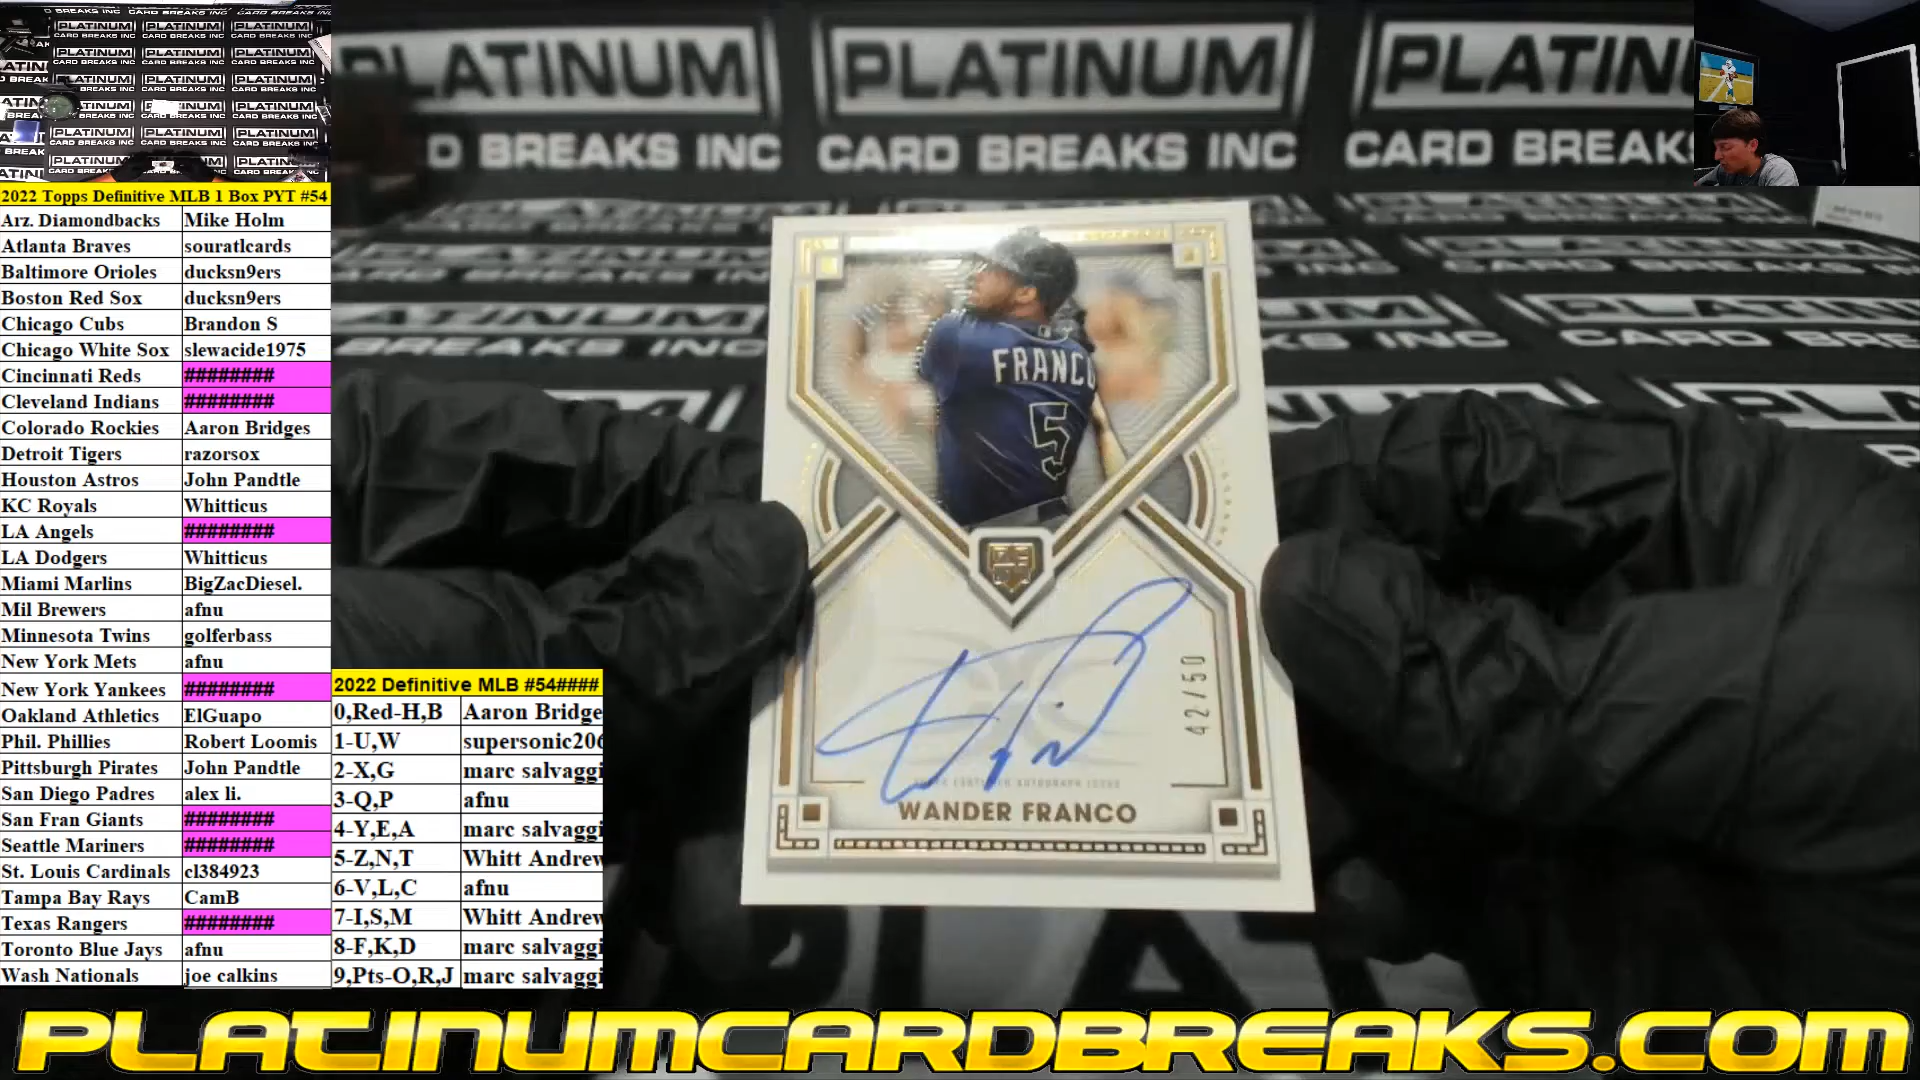 PLATINUM PLATINUM
CARD BREAKS INC CARD BREAKS INC CARD BREAKS
2022 Topps Definitive MLB 1 Box PYT #54
Arz. Diamondbacks Mike Holm
Atlanta Braves souratlcards
Baltimore Orioles ducksn9ers
Boston Red Sox ducksn9ers
Chicago Cubs Brandon S
Chicago White Sox slewacide1975
Cincinnati Reds ########
Cleveland Indians ########
Colorado Rockies Aaron Bridges
Detroit Tigers razorsox
Houston Astros John Pandtle
KC Royals Whitticus
LA Angels ########
LA Dodgers Whitticus
Miami Marlins BigZacDiesel.
Mil Brewers afnu
Minnesota Twins golferbass
New York Mets afnu
New York Yankees ########
Oakland Athletics ElGuapo
Phil. Phillies Robert Loomis
Pittsburgh Pirates John Pandtle
San Diego Padres alex li.
San Fran Giants ########
Seattle Mariners ########
St. Louis Cardinals cl384923
Tampa Bay Rays CamB
Texas Rangers ########
Toronto Blue Jays afnu
Wash Nationals joe calkins
2022 Definitive MLB #54####
0,Red-H,B Aaron Bridge
1-U,W supersonic206
2-X,G marc salvaggi
3-Q,P afnu
4-Y,E,A marc salvaggi
5-Z,N,T Whitt Andrew
6-V,L,C afnu
7-I,S,M Whitt Andrew
8-F,K,D marc salvaggi
9,Pts-O,R,J marc salvaggi
FRANCO
5
42/50
WANDER FRANCO
PLATINUMCARDBREAKS.COM